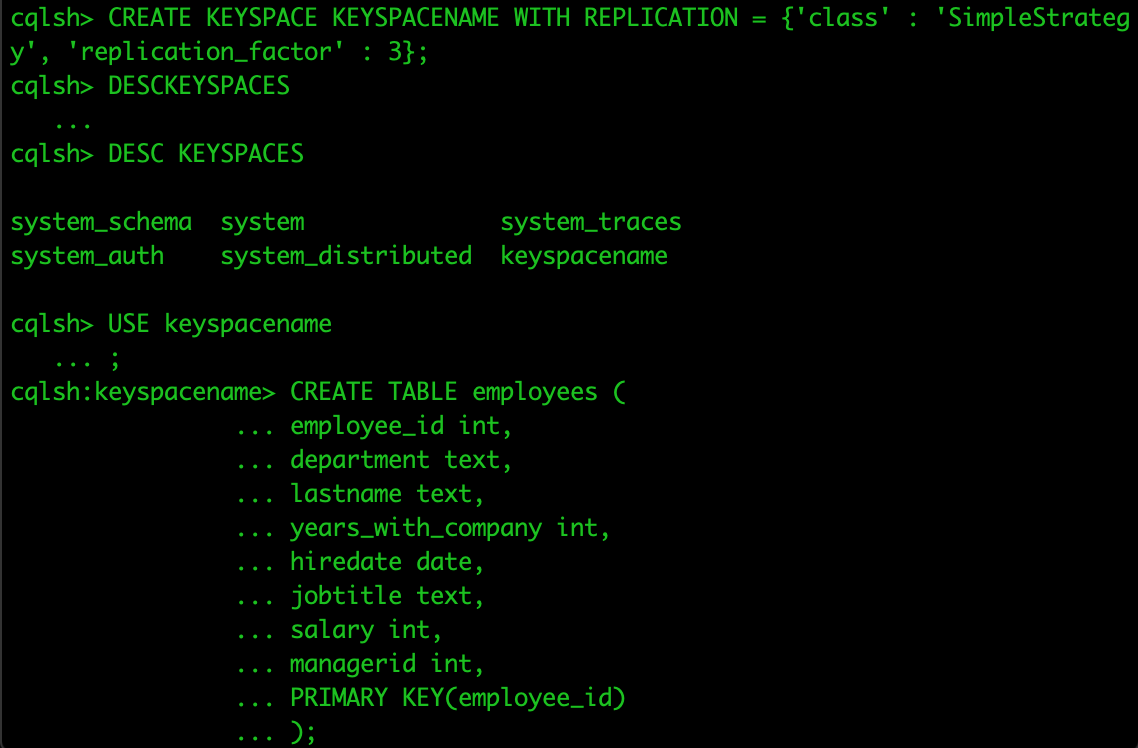 cqlsh> CREATE KEYSPACE KEYSPACENAME WITH REPLICATION = {'class' : 'SimpleStrateg
y', 'replication_factor' : 3};
cqlsh> DESCKEYSPACES
   ...
cqlsh> DESC KEYSPACES

system_schema  system              system_traces
system_auth    system_distributed  keyspacename

cqlsh> USE keyspacename
   ... ;
cqlsh:keyspacename> CREATE TABLE employees (
                ... employee_id int,
                ... department text,
                ... lastname text,
                ... years_with_company int,
                ... hiredate date,
                ... jobtitle text,
                ... salary int,
                ... managerid int,
                ... PRIMARY KEY(employee_id)
                ... );